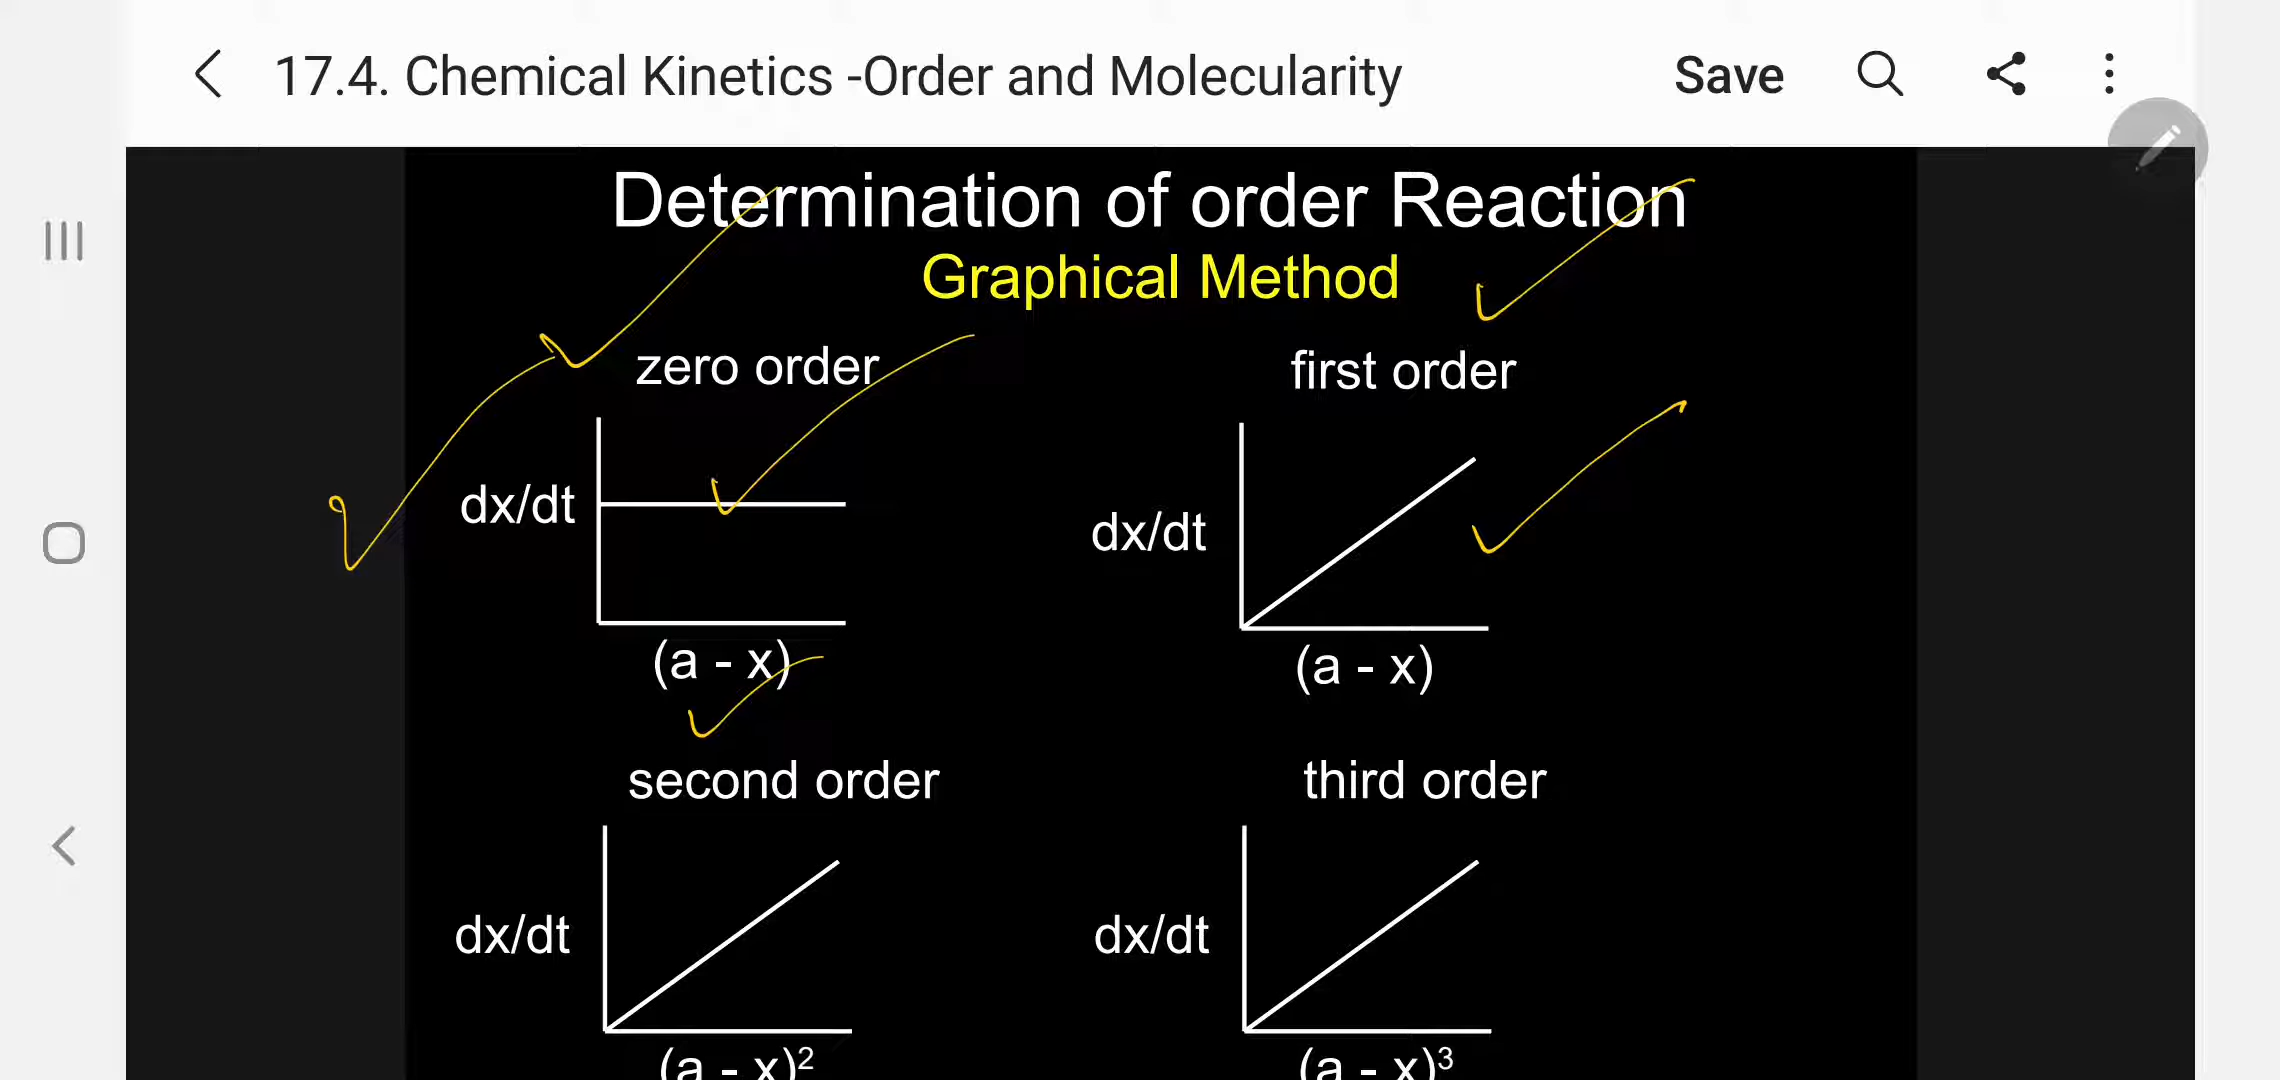 17.4. Chemical Kinetics -Order and Molecularity Save
Determination of order Reaction
Graphical Method
zero order
dx/dt
(a - x)
first order
dx/dt
(a - x)
second order
dx/dt
(a - x)²
third order
dx/dt
(a - x)³